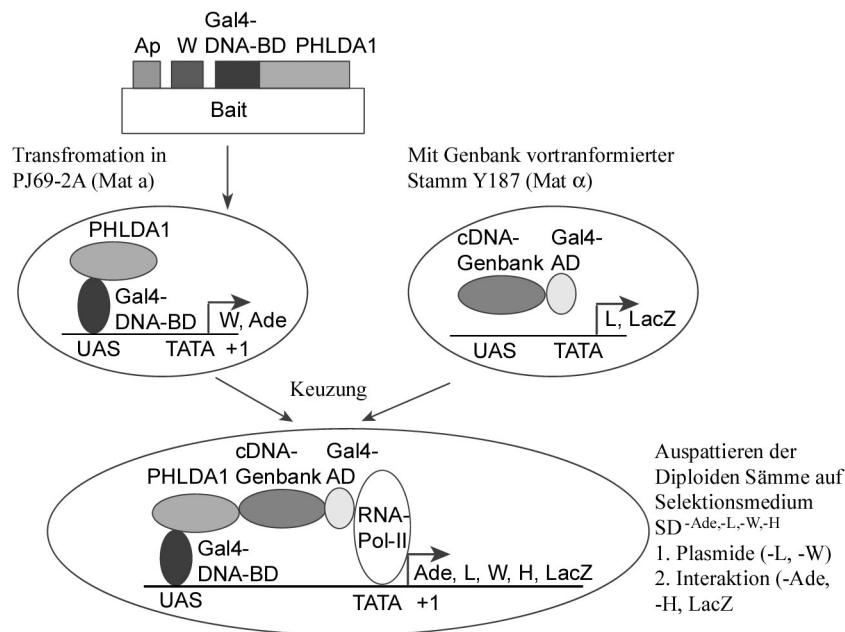 Gal4-
Ap W DNA-BD PHLDA1
Bait
Transfromation in
PJ69-2A (Mat a)
Mit Genbank vortranformierter
Stamm Y187 (Mat α)
PHLDA1
Gal4-
DNA-BD
W, Ade
UAS TATA +1
cDNA- Gal4-
Genbank AD
L, LacZ
UAS TATA
Keuzung
cDNA- Gal4-
PHLDA1 Genbank AD
RNA-
Pol-II
Gal4-
DNA-BD
Ade, L, W, H, LacZ
UAS TATA +1
Auspattieren der
Diploiden Sämme auf
Selektionsmedium
SD-Ade,-L,-W,-H
1. Plasmide (-L, -W)
2. Interaktion (-Ade,
-H, LacZ